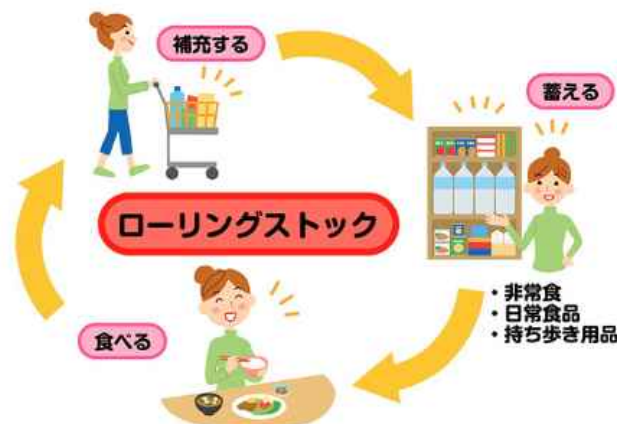 補充する
蓄える
ローリングストック
・非常食
・日常食品
・持ち歩き用品
食べる